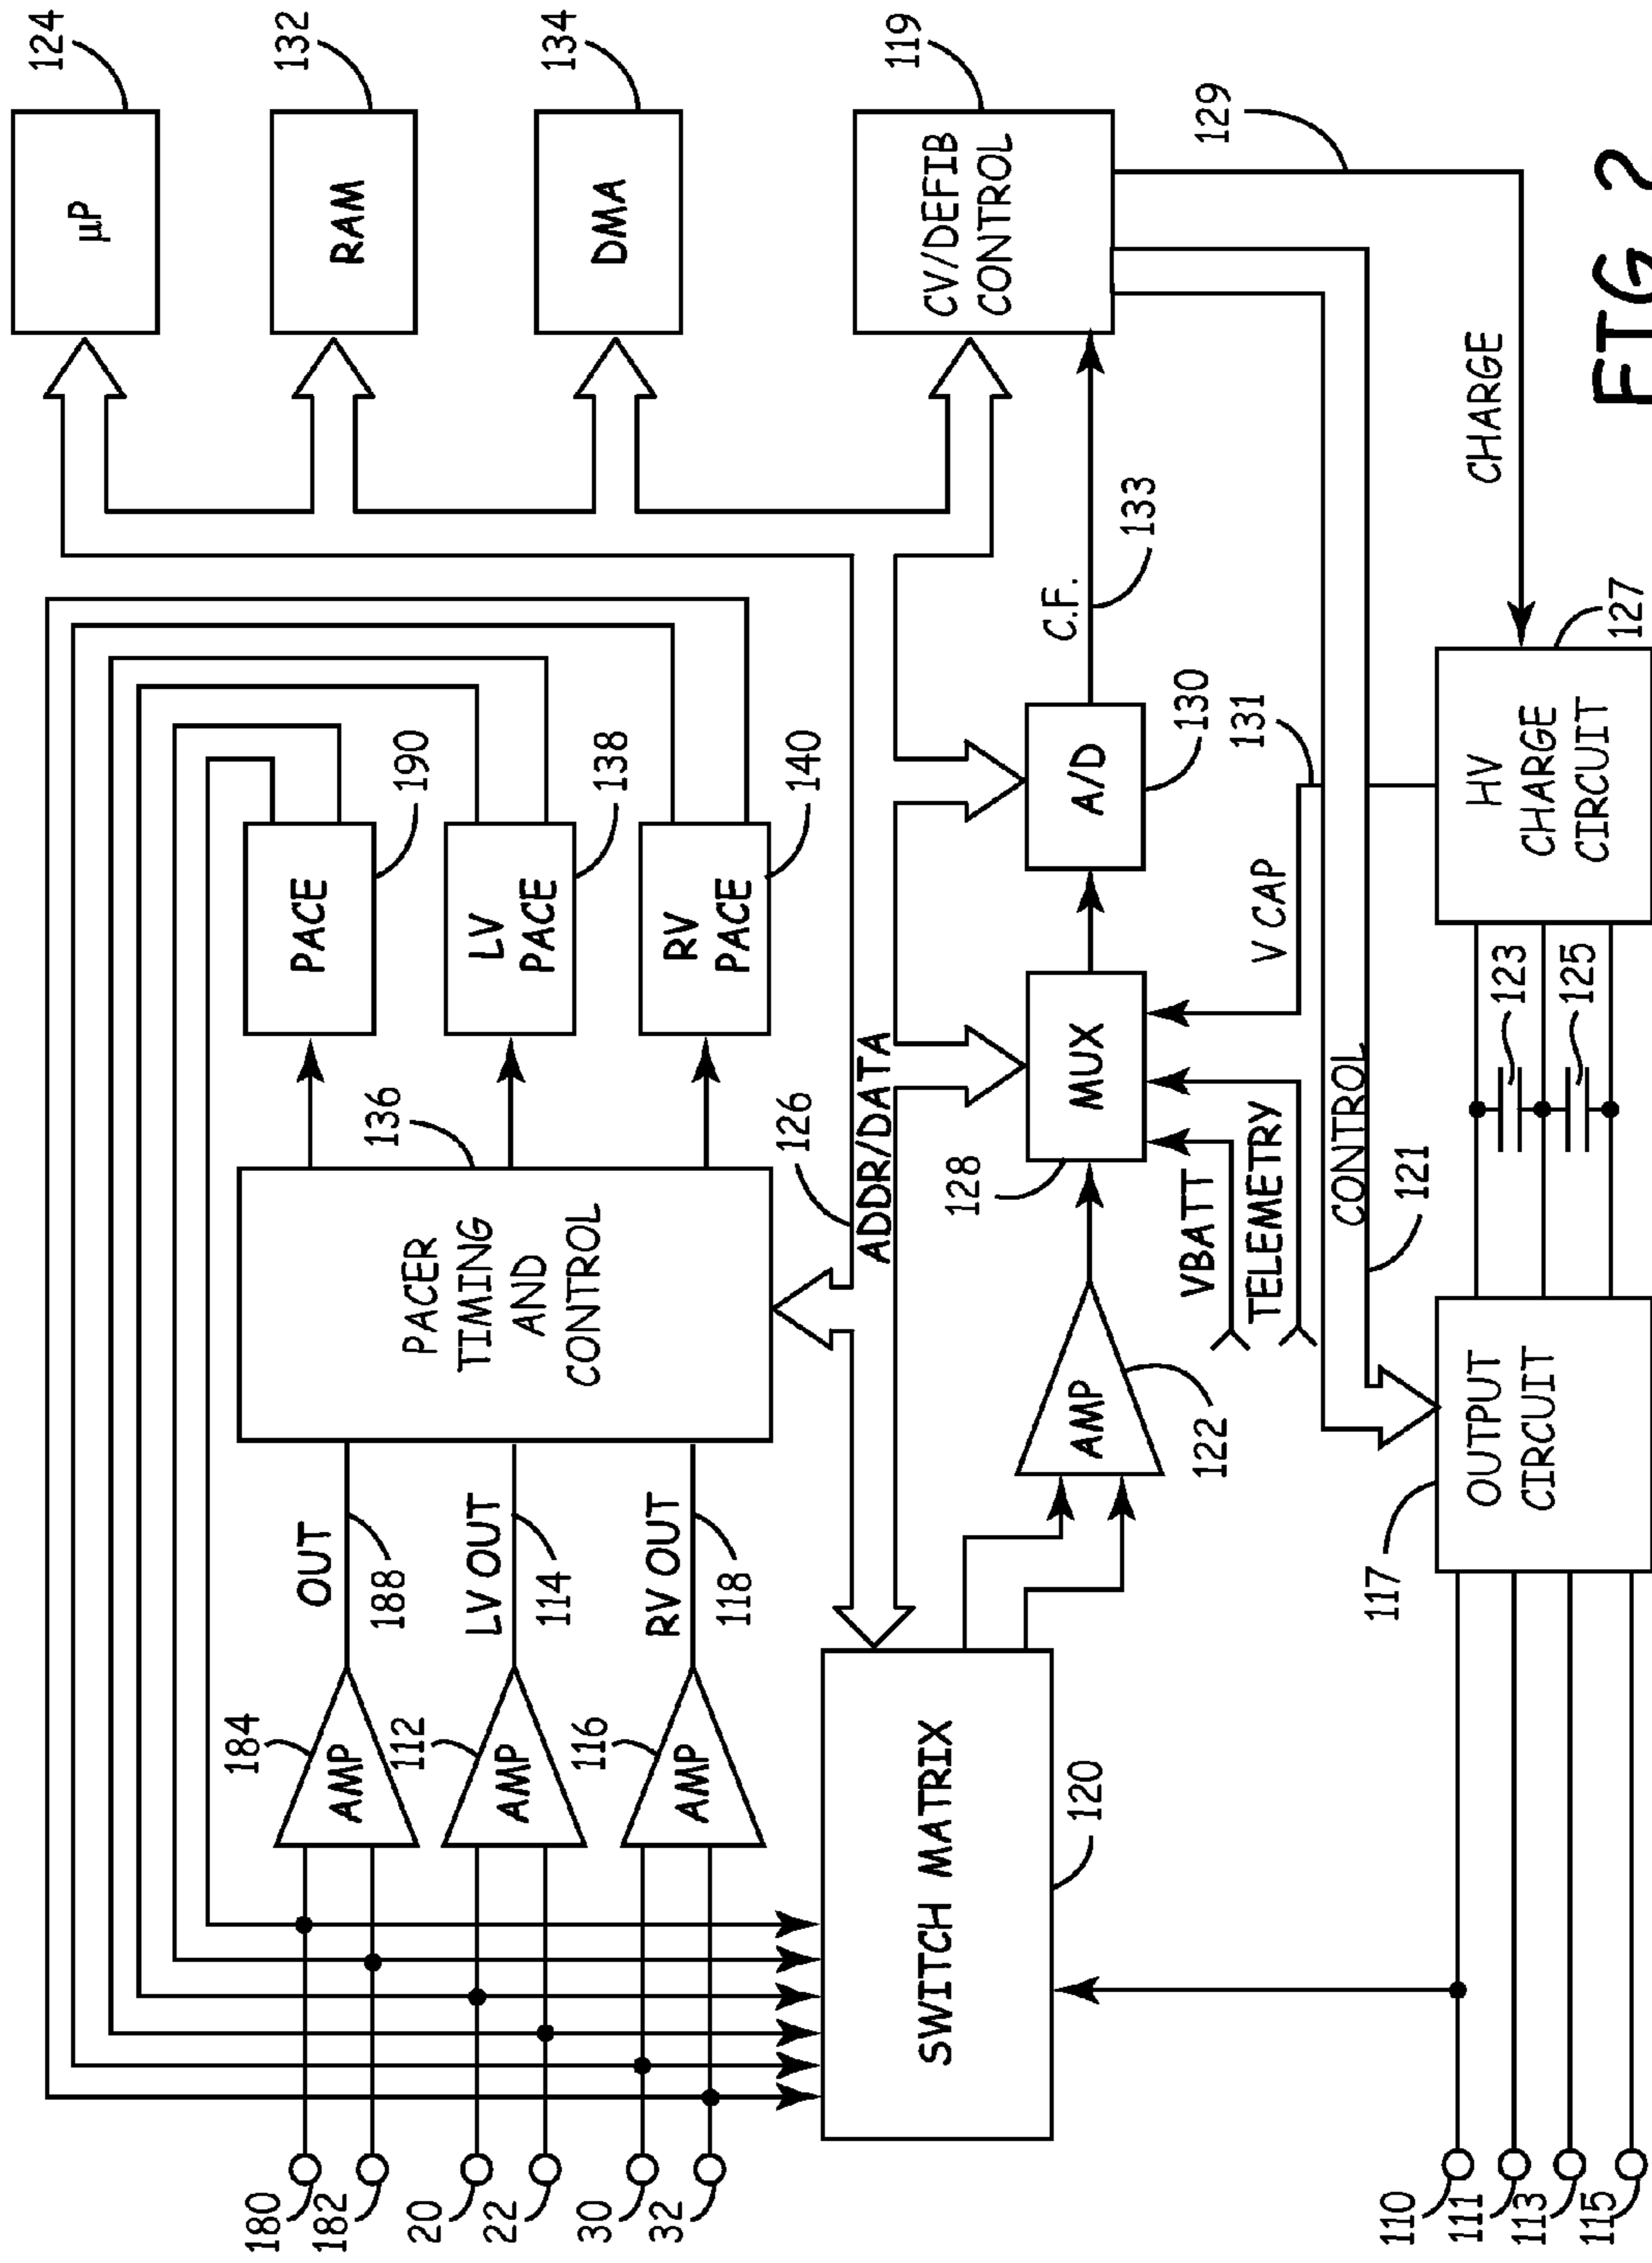 180
182
20
22
30
32
184
AMP
112
AMP
116
AMP
OUT
188
LV OUT
114
RV OUT
118
PACER
TIMING
AND
CONTROL
136
PACE
190
LV
PACE
138
RV
PACE
140
µP
124
RAM
132
DMA
134
126
ADDR/DATA
SWITCH MATRIX
120
AMP
122
128
MUX
VBATT
TELEMETRY
A/D
130
C.F.
133
CV/DEFIB
CONTROL
119
129
V CAP
131
CONTROL
121
CHARGE
110
111
113
115
117
OUTPUT
CIRCUIT
123
125
HV
CHARGE
CIRCUIT
127
FIG 2